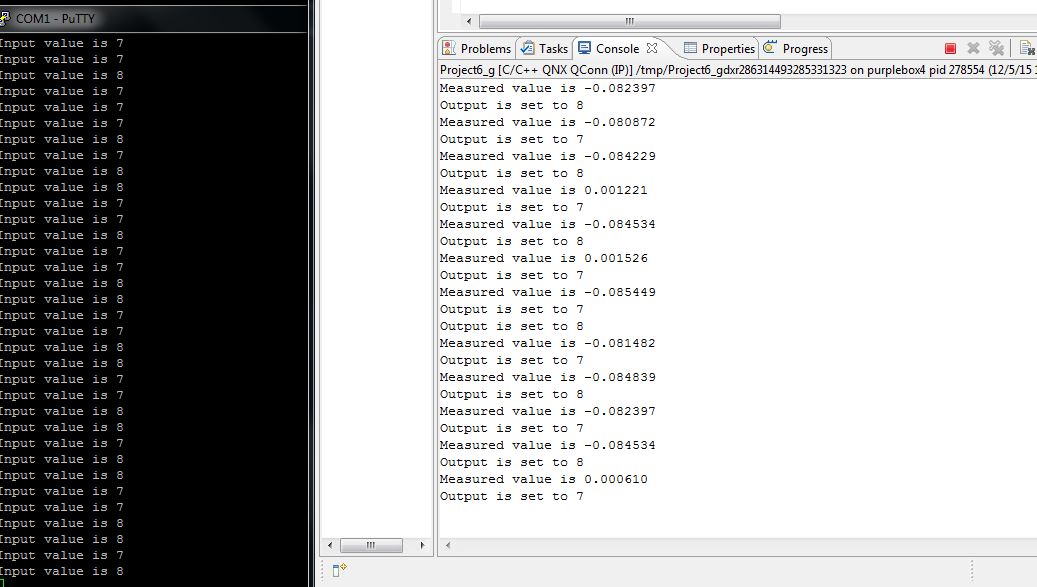 COM1 - PuTTY
Input value is 7
Input value is 7
Input value is 8
Input value is 7
Input value is 7
Input value is 7
Input value is 8
Input value is 7
Input value is 8
Input value is 8
Input value is 7
Input value is 7
Input value is 8
Input value is 7
Input value is 7
Input value is 8
Input value is 8
Input value is 7
Input value is 7
Input value is 8
Input value is 8
Input value is 7
Input value is 7
Input value is 8
Input value is 8
Input value is 7
Input value is 8
Input value is 8
Input value is 7
Input value is 7
Input value is 8
Input value is 8
Input value is 7
Input value is 8
Problems Tasks Console Properties Progress
Project6_g [C/C++ QNX QConn (IP)] /tmp/Project6_gdxr286314493285331323 on purplebox4 pid 278554 (12/5/15 1
Measured value is -0.082397
Output is set to 8
Measured value is -0.080872
Output is set to 7
Measured value is -0.084229
Output is set to 8
Measured value is 0.001221
Output is set to 7
Measured value is -0.084534
Output is set to 8
Measured value is 0.001526
Output is set to 7
Measured value is -0.085449
Output is set to 7
Output is set to 8
Measured value is -0.081482
Output is set to 7
Measured value is -0.084839
Output is set to 8
Measured value is -0.082397
Output is set to 7
Measured value is -0.084534
Output is set to 8
Measured value is 0.000610
Output is set to 7